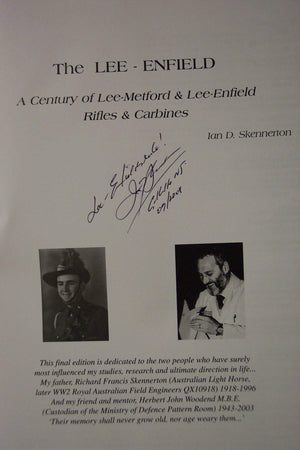 The LEE - ENFIELD
A Century of Lee-Metford & Lee-Enfield
Rifles & Carbines
Ian D. Skennerton
Lee-Enfield
This final edition is dedicated to the two people who have surely
most influenced my studies, research and ultimate direction in life...
My father, Richard Francis Skennerton (Australian Light Horse,
later WW2 Royal Australian Field Engineers QX10918) 1918-1996
And my friend and mentor, Herbert John Woodend M.B.E.
(Custodian of the Ministry of Defence Pattern Room) 1943-2003
'Their memory shall never grow old, nor age weary them...'